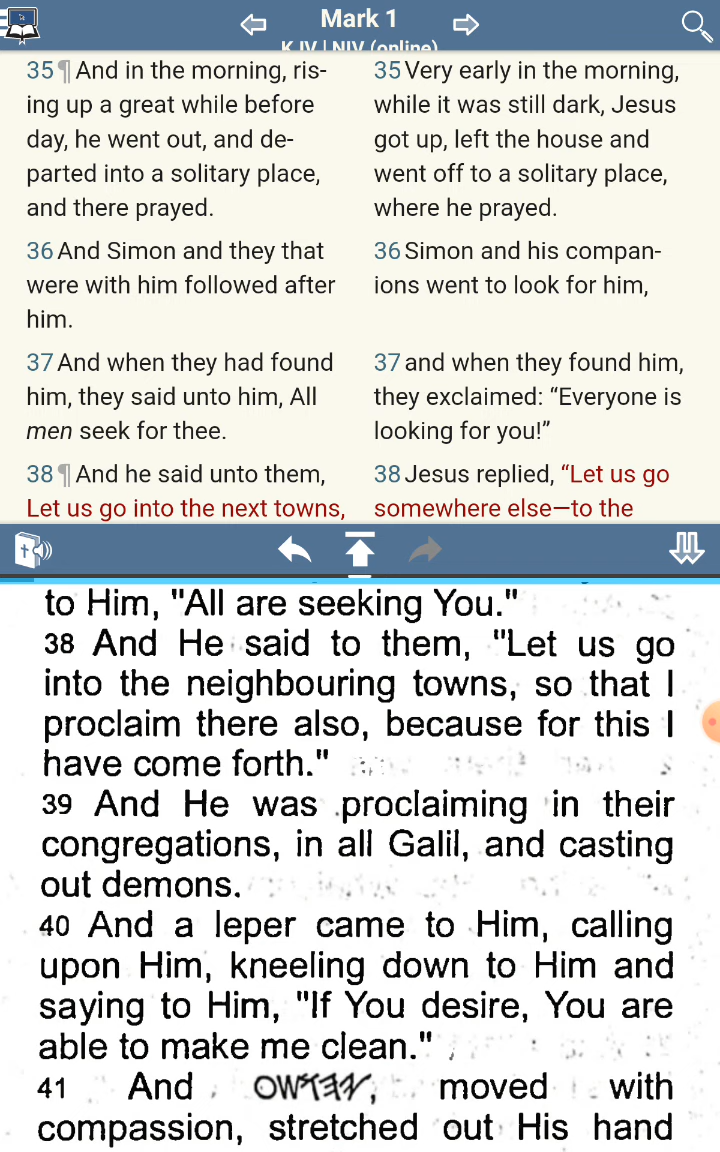 Mark 1
KJV | NIV (online)
35 ¶ And in the morning, ris-
ing up a great while before
day, he went out, and de-
parted into a solitary place,
and there prayed.
36 And Simon and they that
were with him followed after
him.
37 And when they had found
him, they said unto him, All
men seek for thee.
38 ¶ And he said unto them,
Let us go into the next towns,
35 Very early in the morning,
while it was still dark, Jesus
got up, left the house and
went off to a solitary place,
where he prayed.
36 Simon and his compan-
ions went to look for him,
37 and when they found him,
they exclaimed: “Everyone is
looking for you!”
38 Jesus replied, “Let us go
somewhere else—to the
to Him, "All are seeking You."
38 And He said to them, "Let us go
into the neighbouring towns, so that I
proclaim there also, because for this I
have come forth."
39 And He was proclaiming in their
congregations, in all Galil, and casting
out demons.
40 And a leper came to Him, calling
upon Him, kneeling down to Him and
saying to Him, "If You desire, You are
able to make me clean."
41 And 𐤉𐤄𐤅𐤔𐤏, moved with
compassion, stretched out His hand